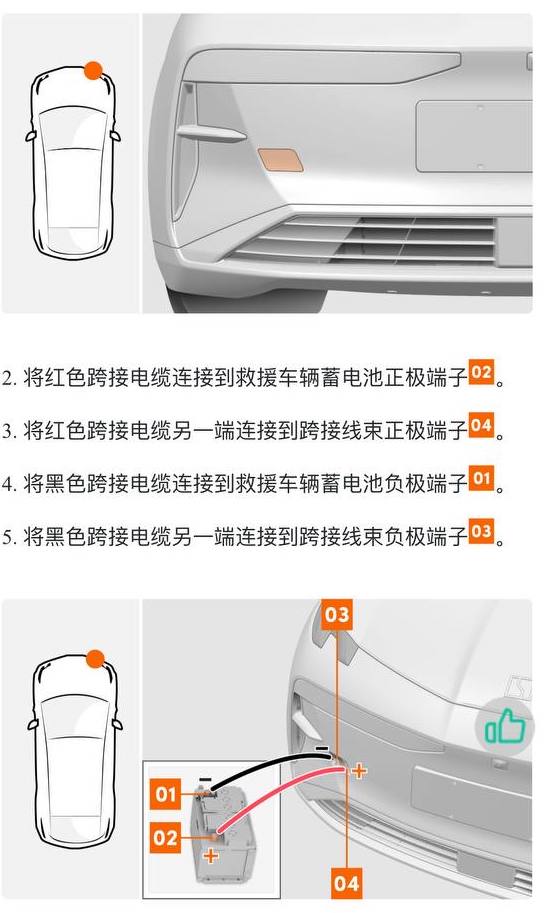 2. 将红色跨接电缆连接到救援车辆蓄电池正极端子02。
3. 将红色跨接电缆另一端连接到跨接线束正极端子04。
4. 将黑色跨接电缆连接到救援车辆蓄电池负极端子01。
5. 将黑色跨接电缆另一端连接到跨接线束负极端子03。
03
－
＋
－
01
02
＋
04